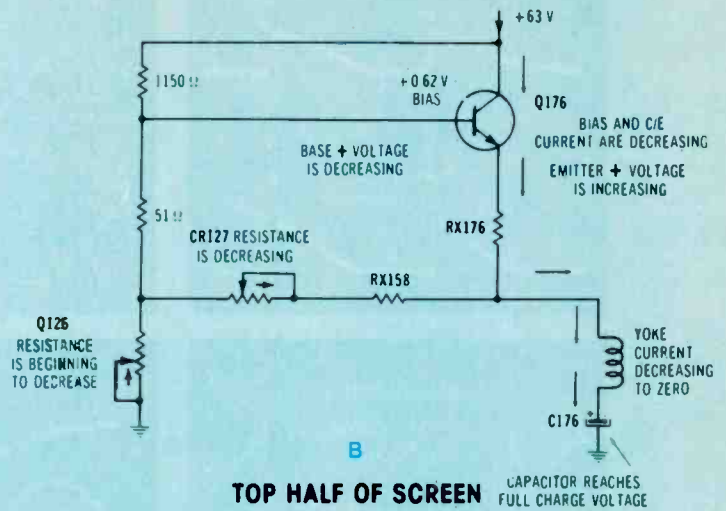 +63 V
1150 Ω
+0.62 V
BIAS
Q176
BIAS AND C/E
CURRENT ARE DECREASING
BASE + VOLTAGE
IS DECREASING
EMITTER + VOLTAGE
IS INCREASING
51 Ω
RX176
CR127 RESISTANCE
IS DECREASING
RX158
Q126
RESISTANCE
IS BEGINNING
TO DECREASE
YOKE
CURRENT
DECREASING
TO ZERO
+
C176
B
TOP HALF OF SCREEN
CAPACITOR REACHES
FULL CHARGE VOLTAGE